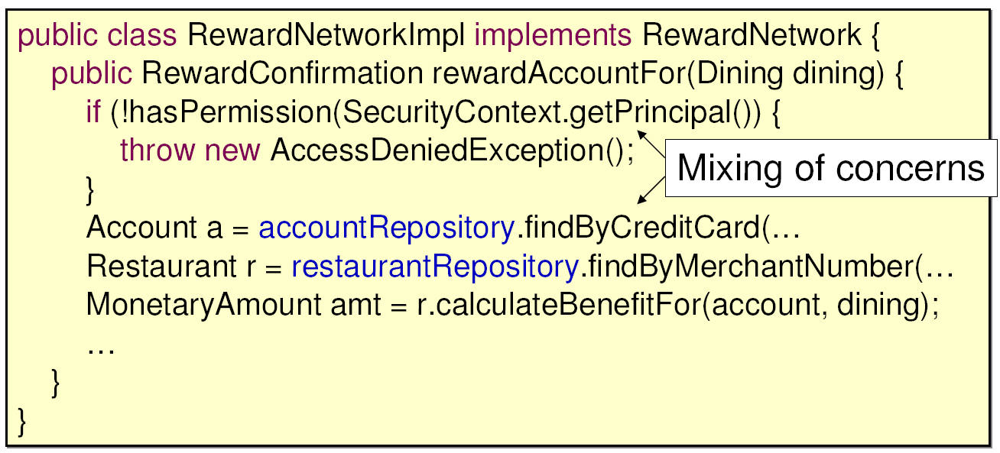 public class RewardNetworkImpl implements RewardNetwork {
public RewardConfirmation rewardAccountFor(Dining dining) {
if (!hasPermission(SecurityContext.getPrincipal()) {
throw new AccessDeniedException();
Mixing of concerns
}
Account a = accountRepository.findByCreditCard(…
Restaurant r = restaurantRepository.findByMerchantNumber(…
MonetaryAmount amt = r.calculateBenefitFor(account, dining);
…
}
}